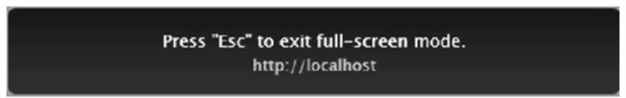 Press "Esc" to exit full-screen mode.
http://localhost